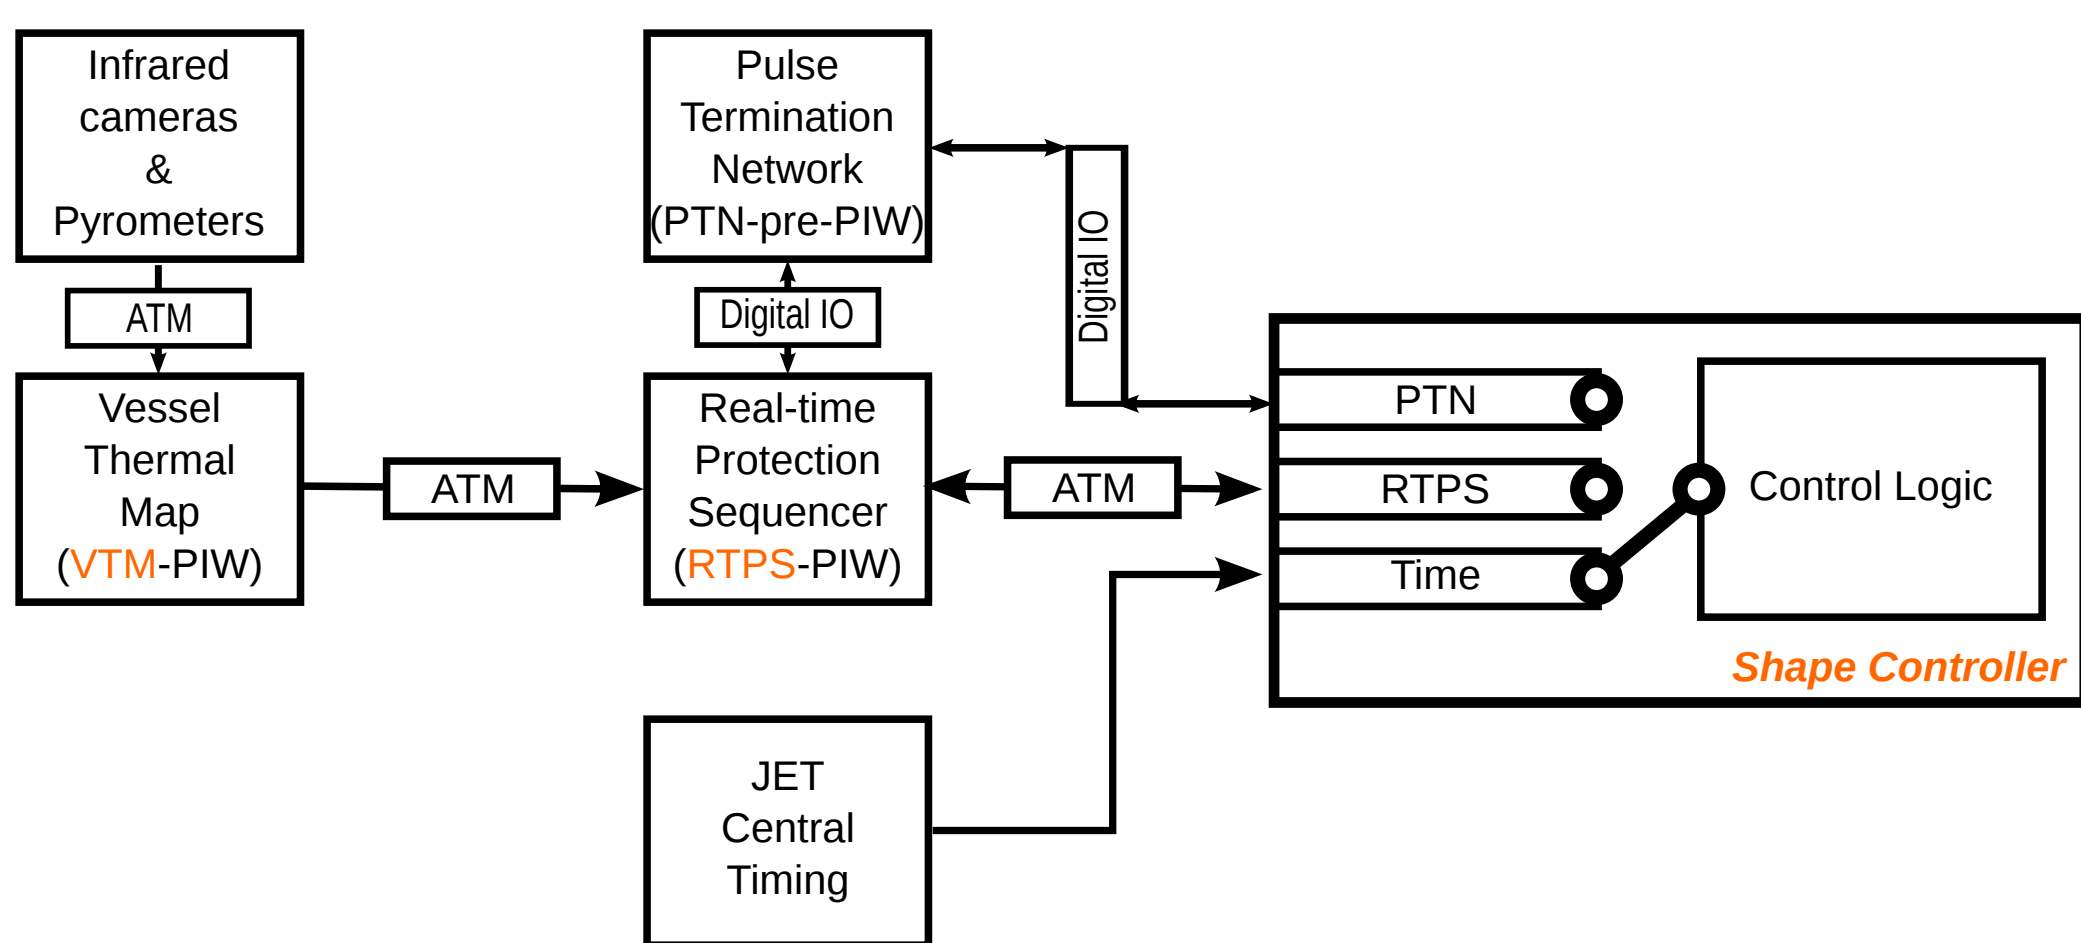 Infrared
cameras
&
Pyrometers
ATM
Vessel
Thermal
Map
(VTM-PIW)
ATM
Pulse
Termination
Network
(PTN-pre-PIW)
Digital IO
Real-time
Protection
Sequencer
(RTPS-PIW)
Digital IO
ATM
JET
Central
Timing
PTN
RTPS
Time
Control Logic
Shape Controller